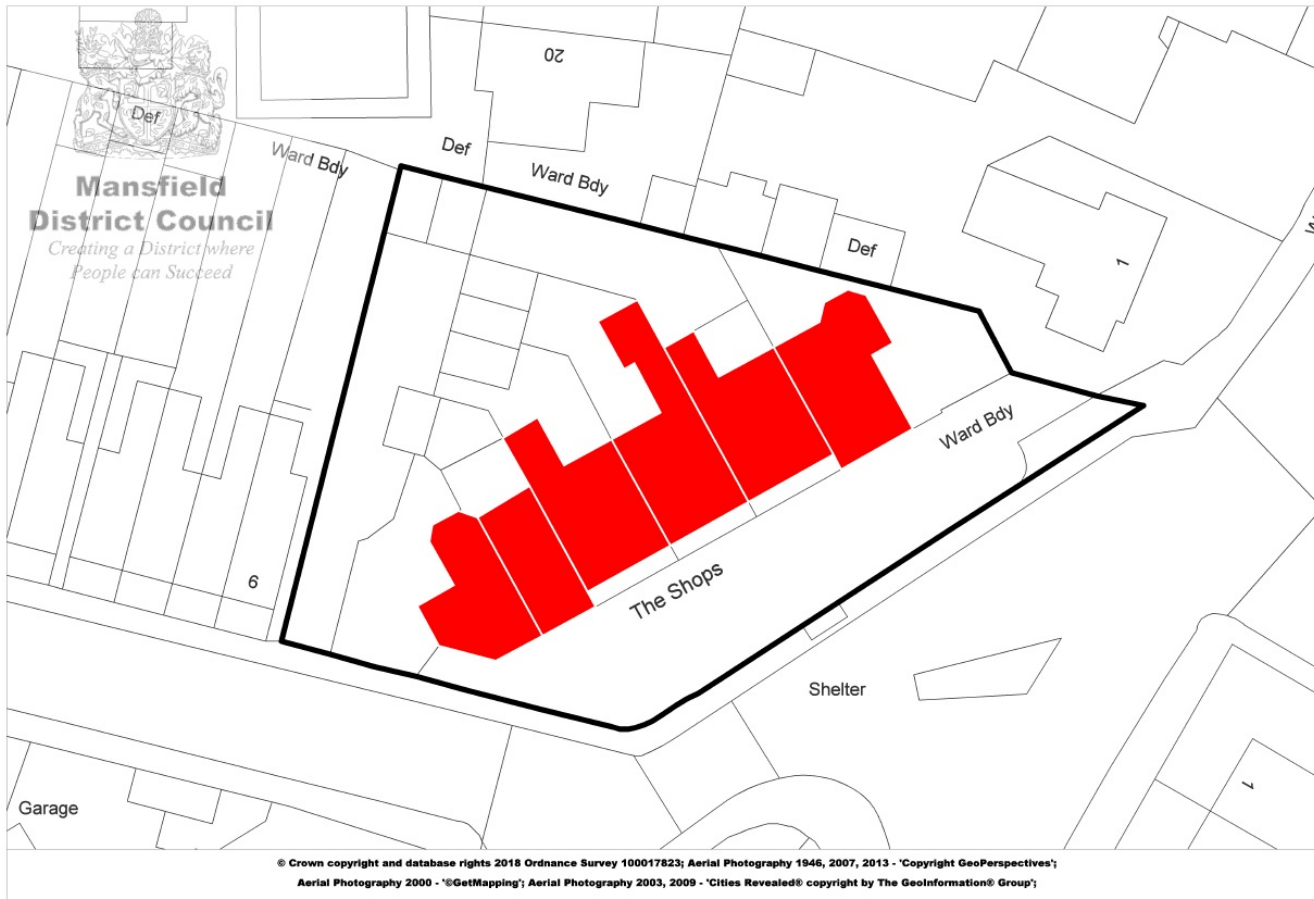 20
Def
Def
Ward Bdy
Ward Bdy
Mansfield
District Council
Creating a District where
People can Succeed
Def
1
Ward Bdy
6
The Shops
Shelter
1
Garage
© Crown copyright and database rights 2018 Ordnance Survey 100017823; Aerial Photography 1946, 2007, 2013 - 'Copyright GeoPerspectives';
Aerial Photography 2000 - '©GetMapping'; Aerial Photography 2003, 2009 - 'Cities Revealed® copyright by The GeoInformation® Group';